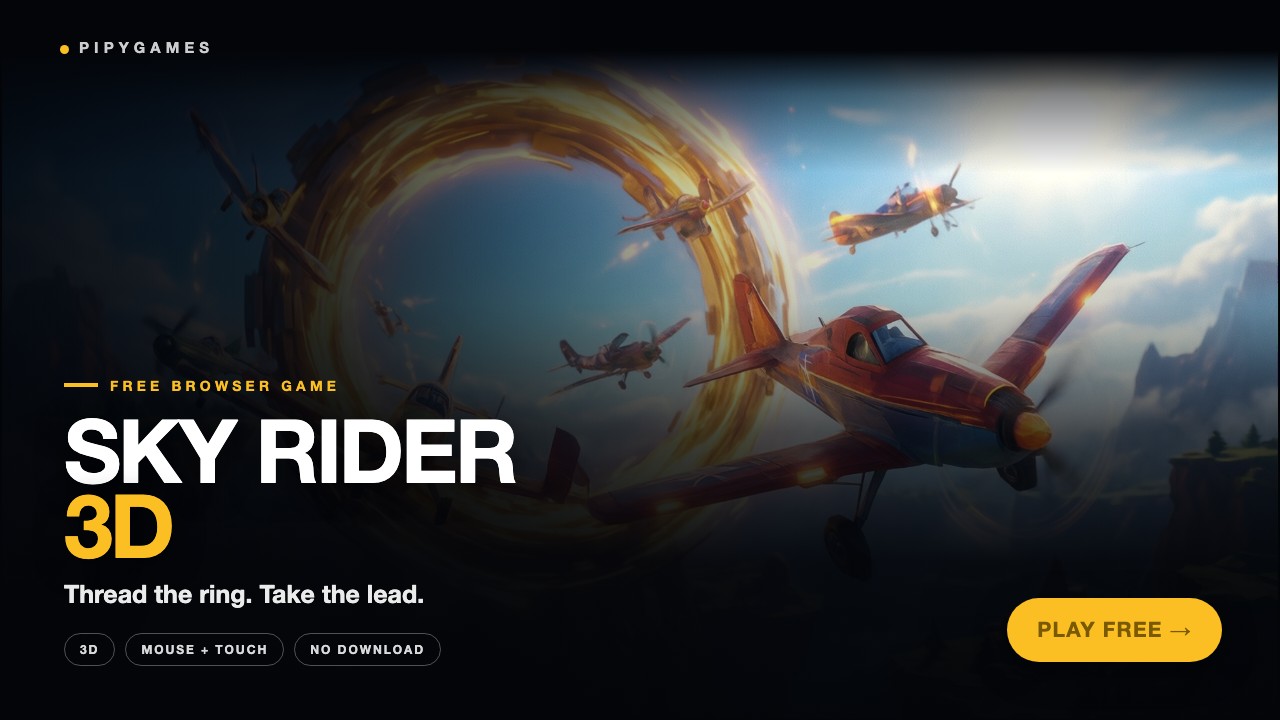 PIPYGAMES
FREE BROWSER GAME
SKY RIDER
3D
Thread the ring. Take the lead.
3D
MOUSE + TOUCH
NO DOWNLOAD
PLAY FREE →